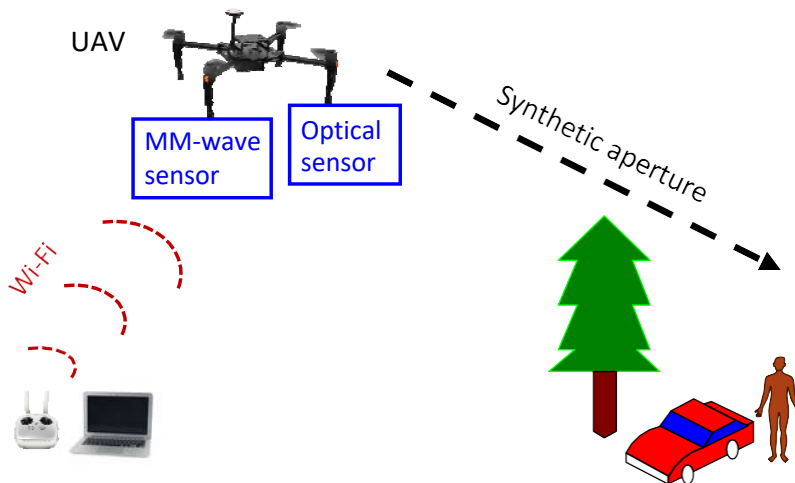 UAV
MM-wave
sensor
Optical
sensor
Synthetic aperture
Wi-Fi